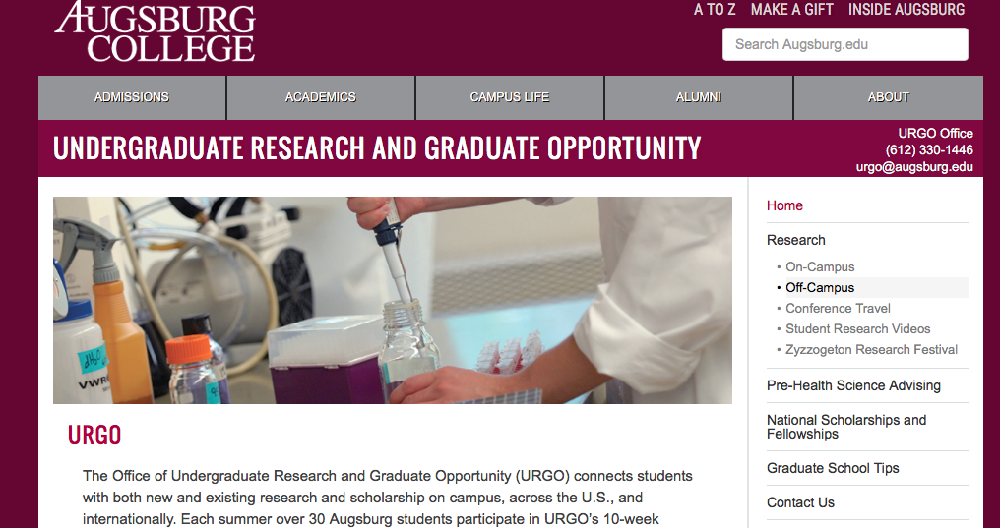 AUGSBURG
COLLEGE
A TO Z MAKE A GIFT INSIDE AUGSBURG
Search Augsburg.edu
ADMISSIONS ACADEMICS CAMPUS LIFE ALUMNI ABOUT
UNDERGRADUATE RESEARCH AND GRADUATE OPPORTUNITY
URGO Office
(612) 330-1446
urgo@augsburg.edu
dH₂O
VWR
URGO
The Office of Undergraduate Research and Graduate Opportunity (URGO) connects students
with both new and existing research and scholarship on campus, across the U.S., and
internationally. Each summer over 30 Augsburg students participate in URGO's 10-week
Home
Research
• On-Campus
• Off-Campus
• Conference Travel
• Student Research Videos
• Zyzzogeton Research Festival
Pre-Health Science Advising
National Scholarships and
Fellowships
Graduate School Tips
Contact Us